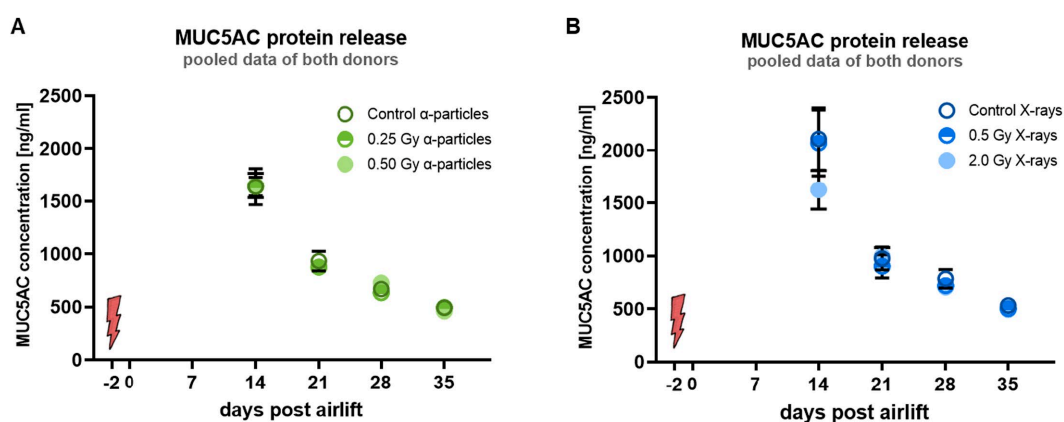 A
MUC5AC protein release
pooled data of both donors
MUC5AC concentration [ng/ml]
2500
2000
1500
1000
500
0
Control α-particles
0.25 Gy α-particles
0.50 Gy α-particles
-2 0 7 14 21 28 35
days post airlift
B
MUC5AC protein release
pooled data of both donors
MUC5AC concentration [ng/ml]
2500
2000
1500
1000
500
0
Control X-rays
0.5 Gy X-rays
2.0 Gy X-rays
-2 0 7 14 21 28 35
days post airlift